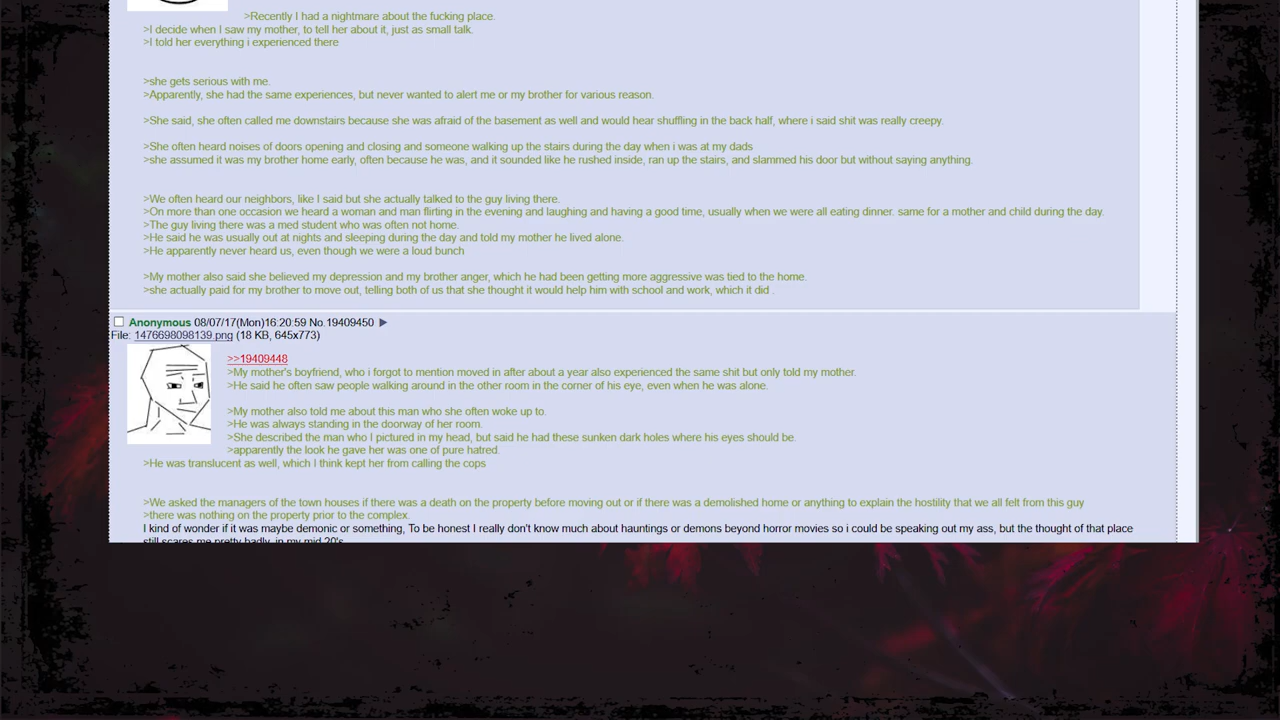 >Recently I had a nightmare about the fucking place.
>I decide when I saw my mother, to tell her about it, just as small talk.
>I told her everything i experienced there
>she gets serious with me.
>Apparently, she had the same experiences, but never wanted to alert me or my brother for various reason.
>She said, she often called me downstairs because she was afraid of the basement as well and would hear shuffling in the back half, where i said shit was really creepy.
>She often heard noises of doors opening and closing and someone walking up the stairs during the day when i was at my dads
>she assumed it was my brother home early, often because he was, and it sounded like he rushed inside, ran up the stairs, and slammed his door but without saying anything.
>We often heard our neighbors, like I said but she actually talked to the guy living there.
>On more than one occasion we heard a woman and man flirting in the evening and laughing and having a good time, usually when we were all eating dinner. same for a mother and child during the day.
>The guy living there was a med student who was often not home.
>He said he was usually out at nights and sleeping during the day and told my mother he lived alone.
>He apparently never heard us, even though we were a loud bunch
>My mother also said she believed my depression and my brother anger, which he had been getting more aggressive was tied to the home.
>she actually paid for my brother to move out, telling both of us that she thought it would help him with school and work, which it did .
Anonymous 08/07/17(Mon)16:20:59 No.19409450 ▶
File: 1476698098139.png (18 KB, 645x773)
>>19409448
>My mother's boyfriend, who i forgot to mention moved in after about a year also experienced the same shit but only told my mother.
>He said he often saw people walking around in the other room in the corner of his eye, even when he was alone.
>My mother also told me about this man who she often woke up to.
>He was always standing in the doorway of her room.
>She described the man who I pictured in my head, but said he had these sunken dark holes where his eyes should be.
>apparently the look he gave her was one of pure hatred.
>He was translucent as well, which I think kept her from calling the cops
>We asked the managers of the town houses if there was a death on the property before moving out or if there was a demolished home or anything to explain the hostility that we all felt from this guy
>there was nothing on the property prior to the complex.
I kind of wonder if it was maybe demonic or something, To be honest I really don't know much about hauntings or demons beyond horror movies so i could be speaking out my ass, but the thought of that place
still scares me pretty badly, in my mid 20's